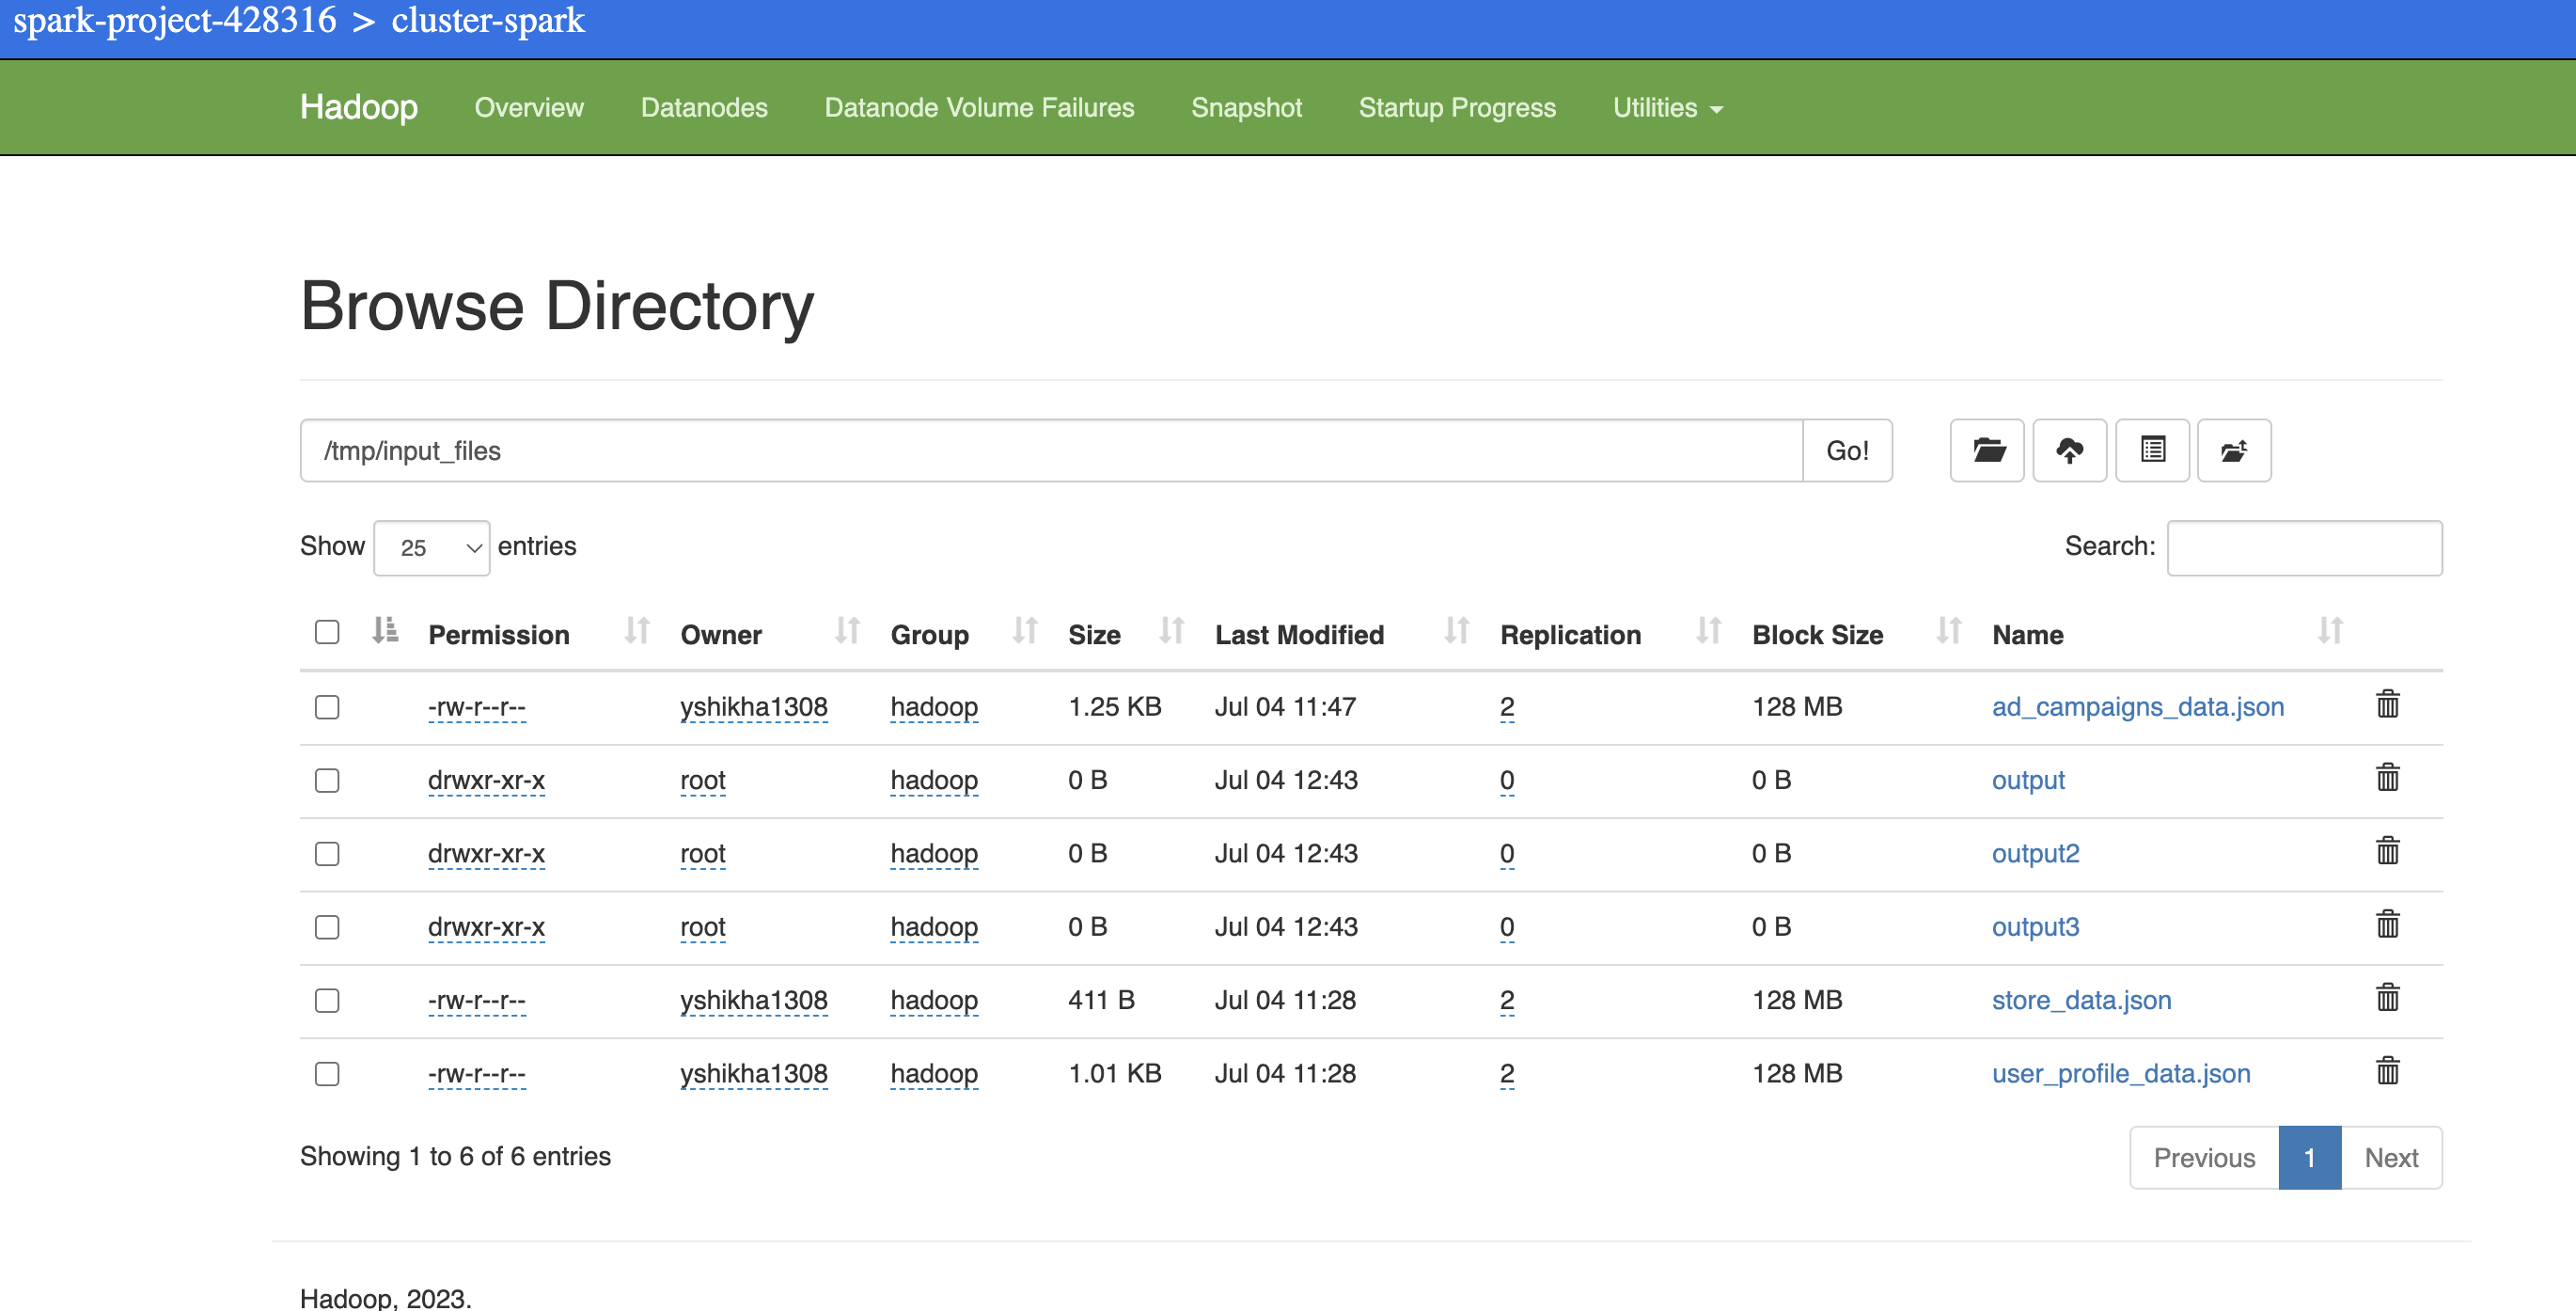 spark-project-428316 > cluster-spark
Hadoop Overview Datanodes Datanode Volume Failures Snapshot Startup Progress Utilities
Browse Directory
/tmp/input_files Go!
Show 25 entries Search:
Permission Owner Group Size Last Modified Replication Block Size Name
-rw-r--r-- yshikha1308 hadoop 1.25 KB Jul 04 11:47 2 128 MB ad_campaigns_data.json
drwxr-xr-x root hadoop 0 B Jul 04 12:43 0 0 B output
drwxr-xr-x root hadoop 0 B Jul 04 12:43 0 0 B output2
drwxr-xr-x root hadoop 0 B Jul 04 12:43 0 0 B output3
-rw-r--r-- yshikha1308 hadoop 411 B Jul 04 11:28 2 128 MB store_data.json
-rw-r--r-- yshikha1308 hadoop 1.01 KB Jul 04 11:28 2 128 MB user_profile_data.json
Showing 1 to 6 of 6 entries Previous 1 Next
Hadoop, 2023.